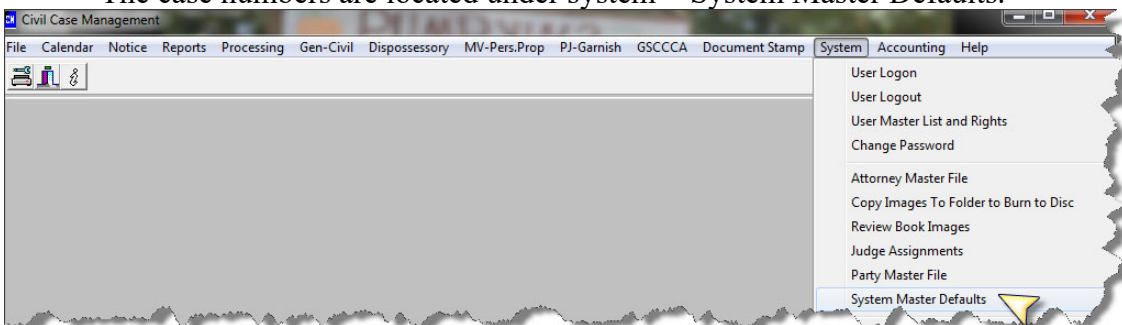 The case numbers are located under system – System Master Defaults.
Civil Case Management
File Calendar Notice Reports Processing Gen-Civil Dispossessory MV-Pers.Prop PJ-Garnish GSCCCA Document Stamp System Accounting Help
User Logon
User Logout
User Master List and Rights
Change Password
Attorney Master File
Copy Images To Folder to Burn to Disc
Review Book Images
Judge Assignments
Party Master File
System Master Defaults